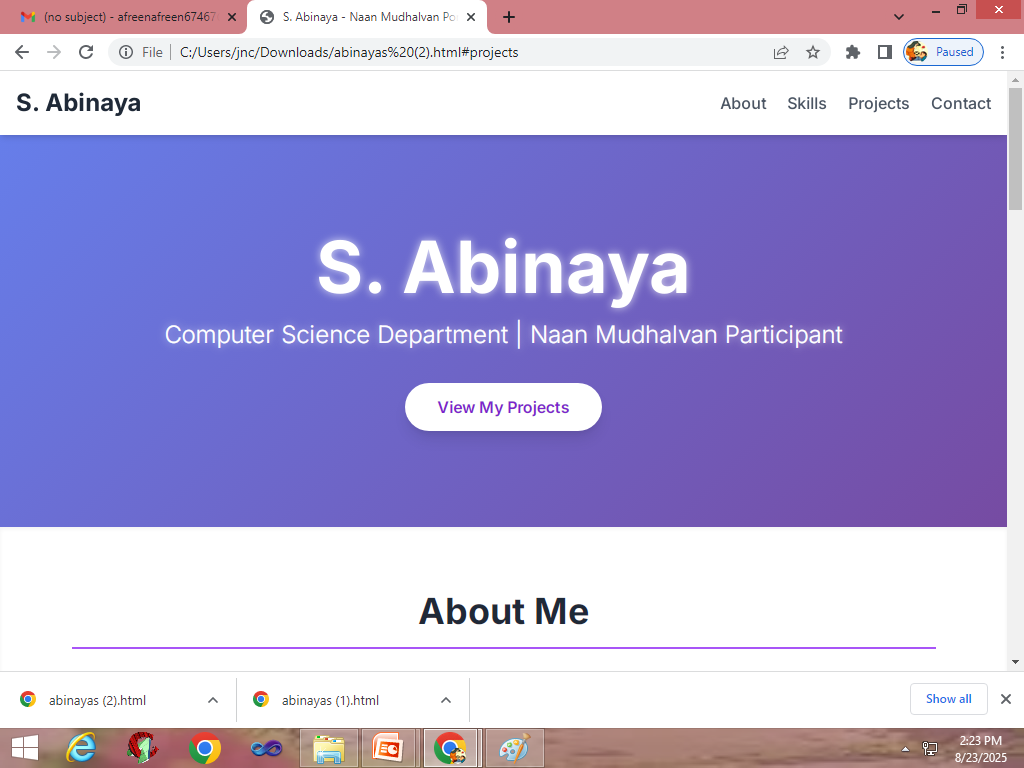 (no subject) - afreenafreen67467
S. Abinaya - Naan Mudhalvan Po
File
C:/Users/jnc/Downloads/abinayas%20(2).html#projects
Paused
S. Abinaya
About Skills Projects Contact
S. Abinaya
Computer Science Department | Naan Mudhalvan Participant
View My Projects
About Me
abinayas (2).html
abinayas (1).html
Show all
2:23 PM
8/23/2025